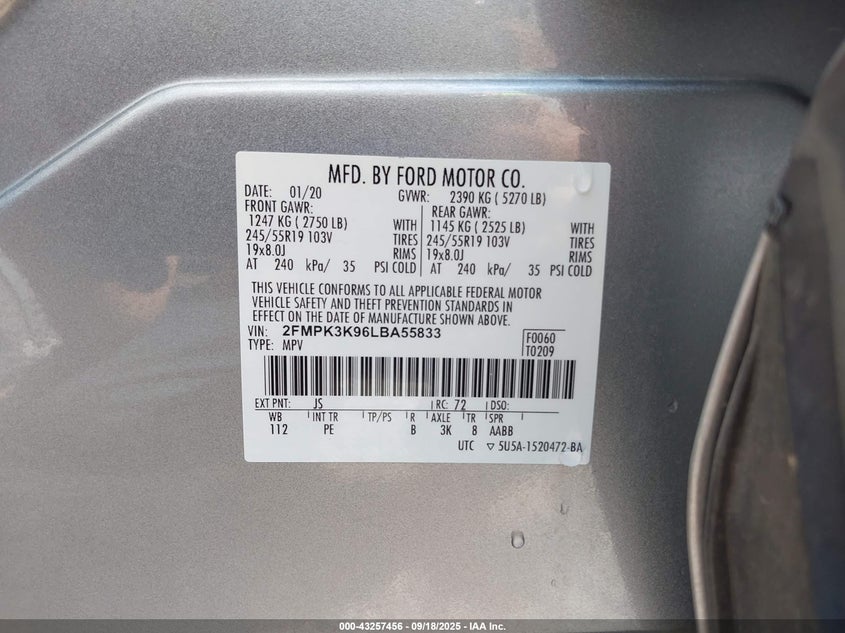 MFD. BY FORD MOTOR CO.
DATE: 01/20 GVWR: 2390 KG ( 5270 LB)
FRONT GAWR: REAR GAWR:
1247 KG ( 2750 LB) WITH 1145 KG ( 2525 LB) WITH
245/55R19 103V TIRES 245/55R19 103V TIRES
19x8.0J RIMS 19x8.0J RIMS
AT 240 kPa/ 35 PSI COLD AT 240 kPa/ 35 PSI COLD
THIS VEHICLE CONFORMS TO ALL APPLICABLE FEDERAL MOTOR
VEHICLE SAFETY AND THEFT PREVENTION STANDARDS IN
EFFECT ON THE DATE OF MANUFACTURE SHOWN ABOVE.
VIN: 2FMPK3K96LBA55833 F0060
TYPE: MPV T0209
EXT PNT: JS RC: 72 DSO:
WB INT TR TP/PS R AXLE TR SPR
112 PE B 3K 8 AABB
UTC ▽ 5U5A-1520472-BA
000-43257456 - 09/18/2025 - IAA Inc.